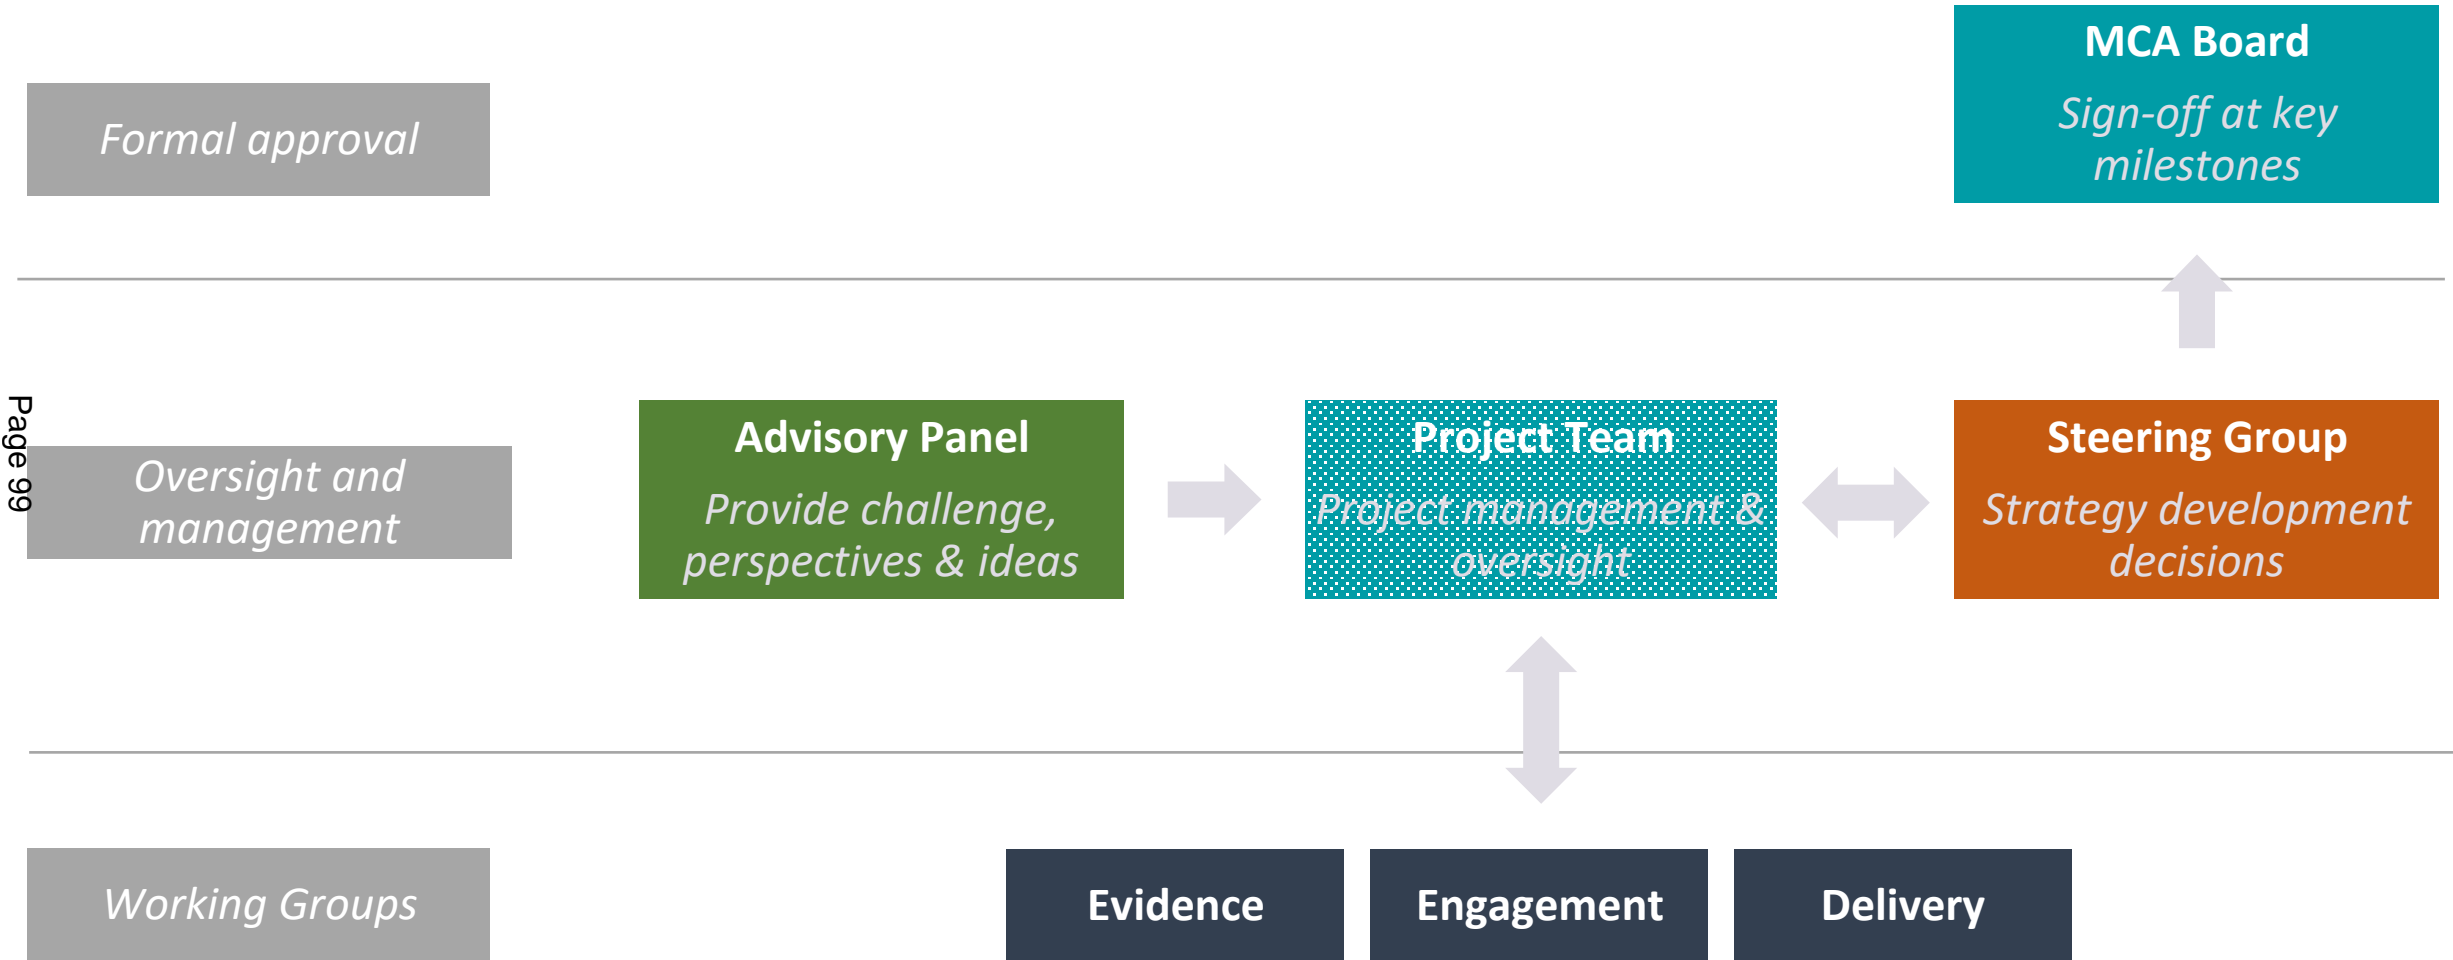 MCA Board
Sign-off at key
milestones
Formal approval
Page 99
Oversight and
management
Advisory Panel
Provide challenge,
perspectives & ideas
Project Team
Project management &
oversight
Steering Group
Strategy development
decisions
Working Groups
Evidence
Engagement
Delivery